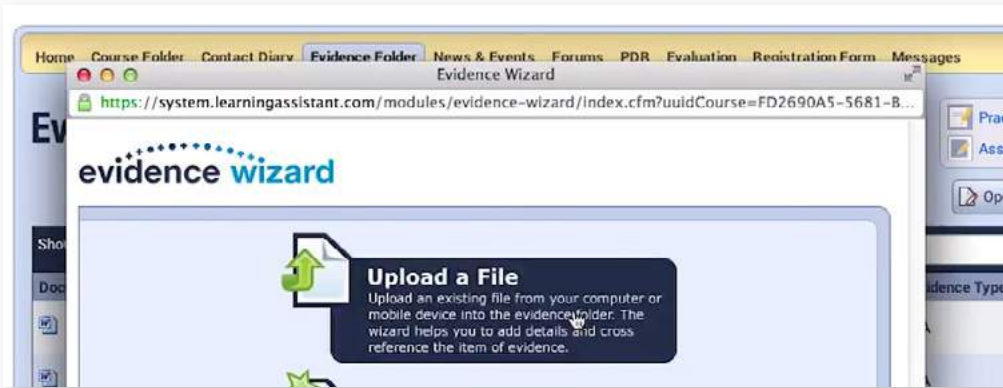 Home Course Folder Contact Diary Evidence Folder News & Events Forums PDR Evaluation Registration Form Messages
Evidence Wizard
https://system.learningassistant.com/modules/evidence-wizard/index.cfm?uuidCourse=FD2690A5-5681-B...
Ev
Prac
Ass
evidence wizard
Ope
Sho
Upload a File
Doc
idence Type
Upload an existing file from your computer or
mobile device into the evidence folder. The
wizard helps you to add details and cross
reference the item of evidence.